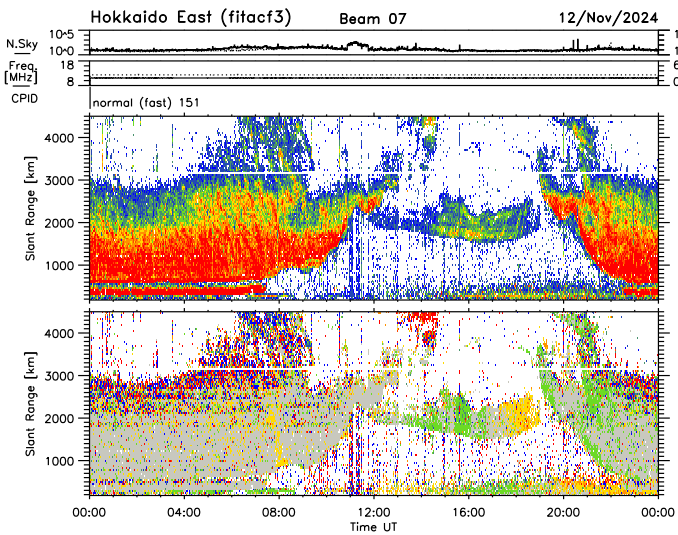 Hokkaido East (fitacf3) Beam 07 12/Nov/2024
N.Sky 10^5 10^0
Freq. [MHz] 18 8
CPID normal (fast) 151
Slant Range [km] 4000 3000 2000 1000
Slant Range [km] 4000 3000 2000 1000
00:00 04:00 08:00 12:00 16:00 20:00 00:00
Time UT